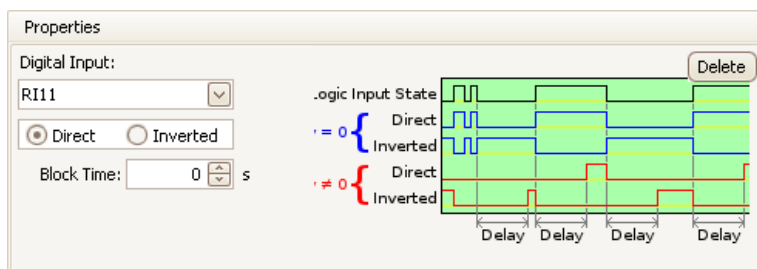 Properties
Digital Input:
Delete
RI11
.ogic Input State
Direct Inverted
Direct
= 0 {
Inverted
Block Time: 0 s
Direct
≠ 0 {
Inverted
Delay Delay Delay Delay